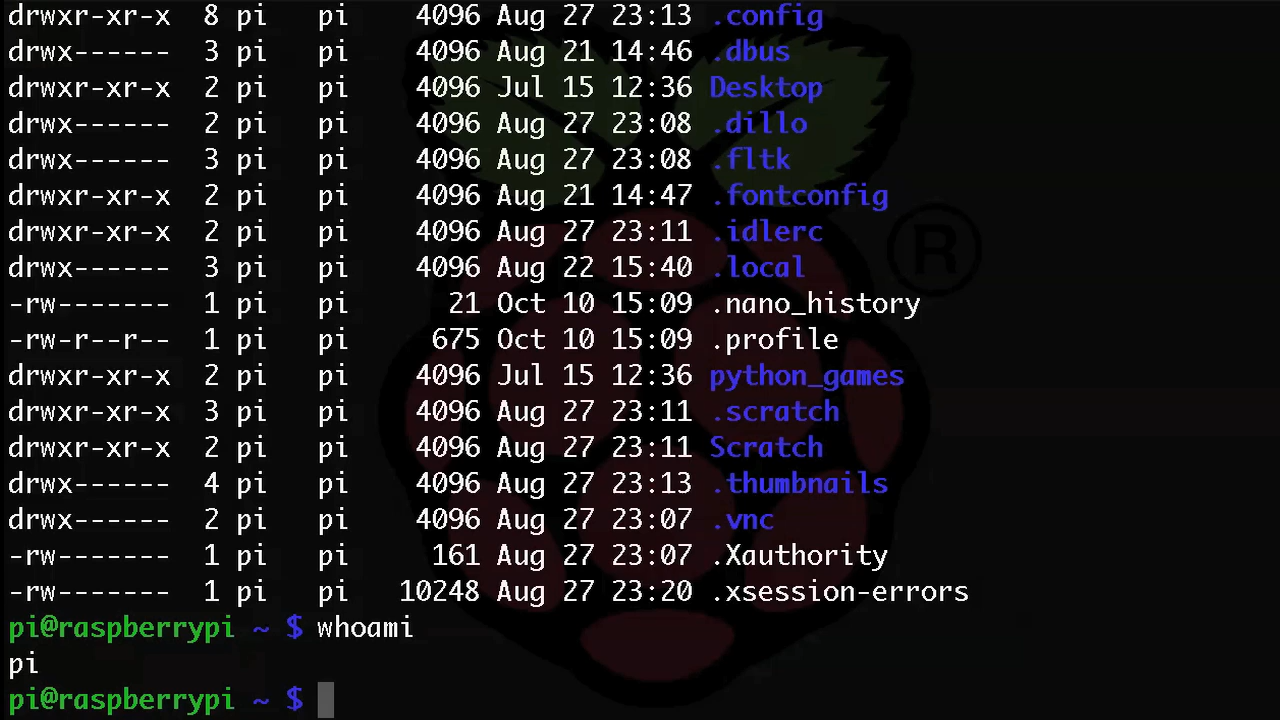 drwxr-xr-x  8 pi   pi    4096 Aug 27 23:13 .config
drwx------  3 pi   pi    4096 Aug 21 14:46 .dbus
drwxr-xr-x  2 pi   pi    4096 Jul 15 12:36 Desktop
drwx------  2 pi   pi    4096 Aug 27 23:08 .dillo
drwx------  3 pi   pi    4096 Aug 27 23:08 .fltk
drwxr-xr-x  2 pi   pi    4096 Aug 21 14:47 .fontconfig
drwxr-xr-x  2 pi   pi    4096 Aug 27 23:11 .idlerc
drwx------  3 pi   pi    4096 Aug 22 15:40 .local
-rw-------  1 pi   pi      21 Oct 10 15:09 .nano_history
-rw-r--r--  1 pi   pi     675 Oct 10 15:09 .profile
drwxr-xr-x  2 pi   pi    4096 Jul 15 12:36 python_games
drwxr-xr-x  3 pi   pi    4096 Aug 27 23:11 .scratch
drwxr-xr-x  2 pi   pi    4096 Aug 27 23:11 Scratch
drwx------  4 pi   pi    4096 Aug 27 23:13 .thumbnails
drwx------  2 pi   pi    4096 Aug 27 23:07 .vnc
-rw-------  1 pi   pi     161 Aug 27 23:07 .Xauthority
-rw-------  1 pi   pi   10248 Aug 27 23:20 .xsession-errors
pi@raspberrypi ~ $ whoami
pi
pi@raspberrypi ~ $
®